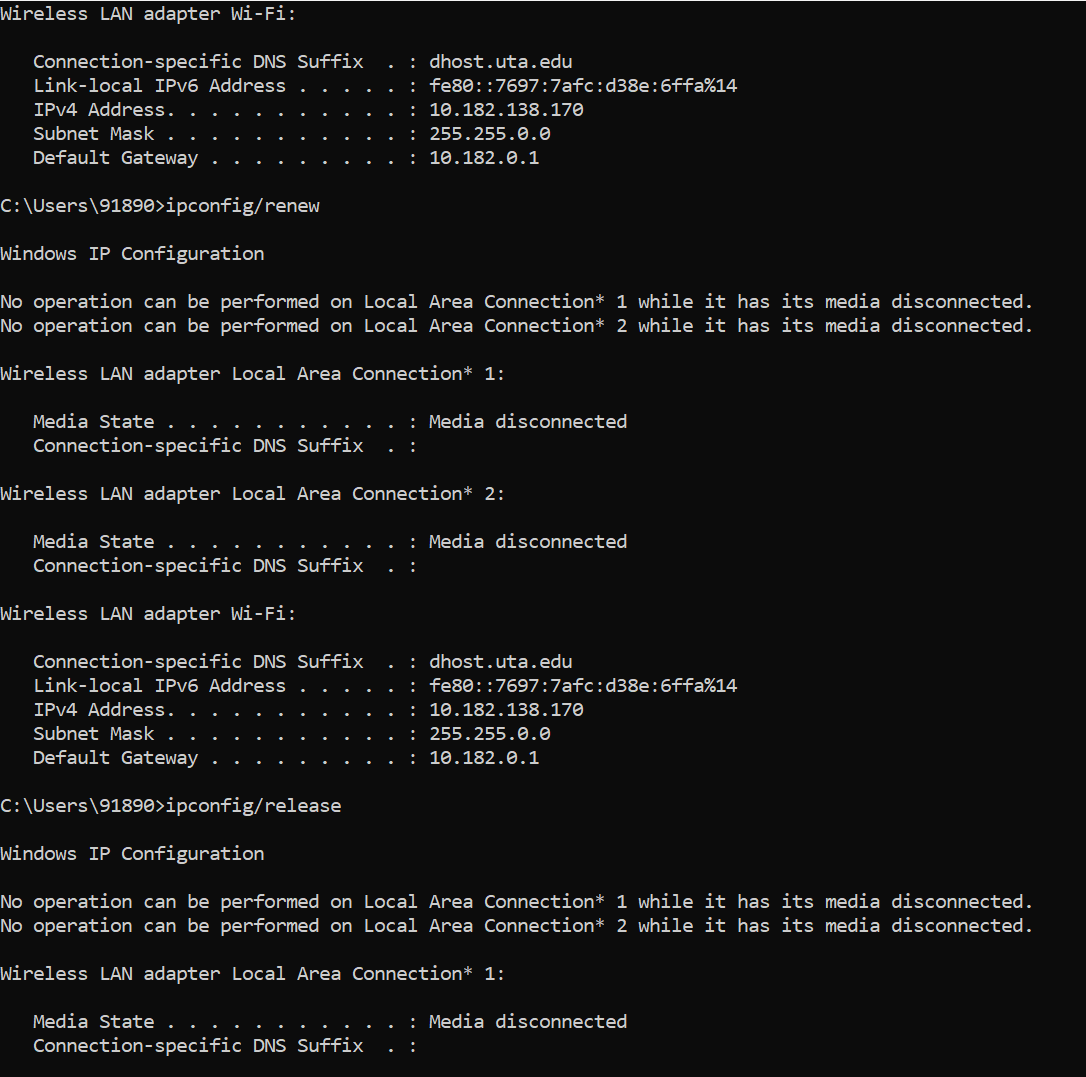 Wireless LAN adapter Wi-Fi:
   Connection-specific DNS Suffix  . : dhost.uta.edu
   Link-local IPv6 Address . . . . . : fe80::7697:7afc:d38e:6ffa%14
   IPv4 Address. . . . . . . . . . . : 10.182.138.170
   Subnet Mask . . . . . . . . . . . : 255.255.0.0
   Default Gateway . . . . . . . . . : 10.182.0.1
C:\Users\91890>ipconfig/renew
Windows IP Configuration
No operation can be performed on Local Area Connection* 1 while it has its media disconnected.
No operation can be performed on Local Area Connection* 2 while it has its media disconnected.
Wireless LAN adapter Local Area Connection* 1:
   Media State . . . . . . . . . . . : Media disconnected
   Connection-specific DNS Suffix  . :
Wireless LAN adapter Local Area Connection* 2:
   Media State . . . . . . . . . . . : Media disconnected
   Connection-specific DNS Suffix  . :
Wireless LAN adapter Wi-Fi:
   Connection-specific DNS Suffix  . : dhost.uta.edu
   Link-local IPv6 Address . . . . . : fe80::7697:7afc:d38e:6ffa%14
   IPv4 Address. . . . . . . . . . . : 10.182.138.170
   Subnet Mask . . . . . . . . . . . : 255.255.0.0
   Default Gateway . . . . . . . . . : 10.182.0.1
C:\Users\91890>ipconfig/release
Windows IP Configuration
No operation can be performed on Local Area Connection* 1 while it has its media disconnected.
No operation can be performed on Local Area Connection* 2 while it has its media disconnected.
Wireless LAN adapter Local Area Connection* 1:
   Media State . . . . . . . . . . . : Media disconnected
   Connection-specific DNS Suffix  . :